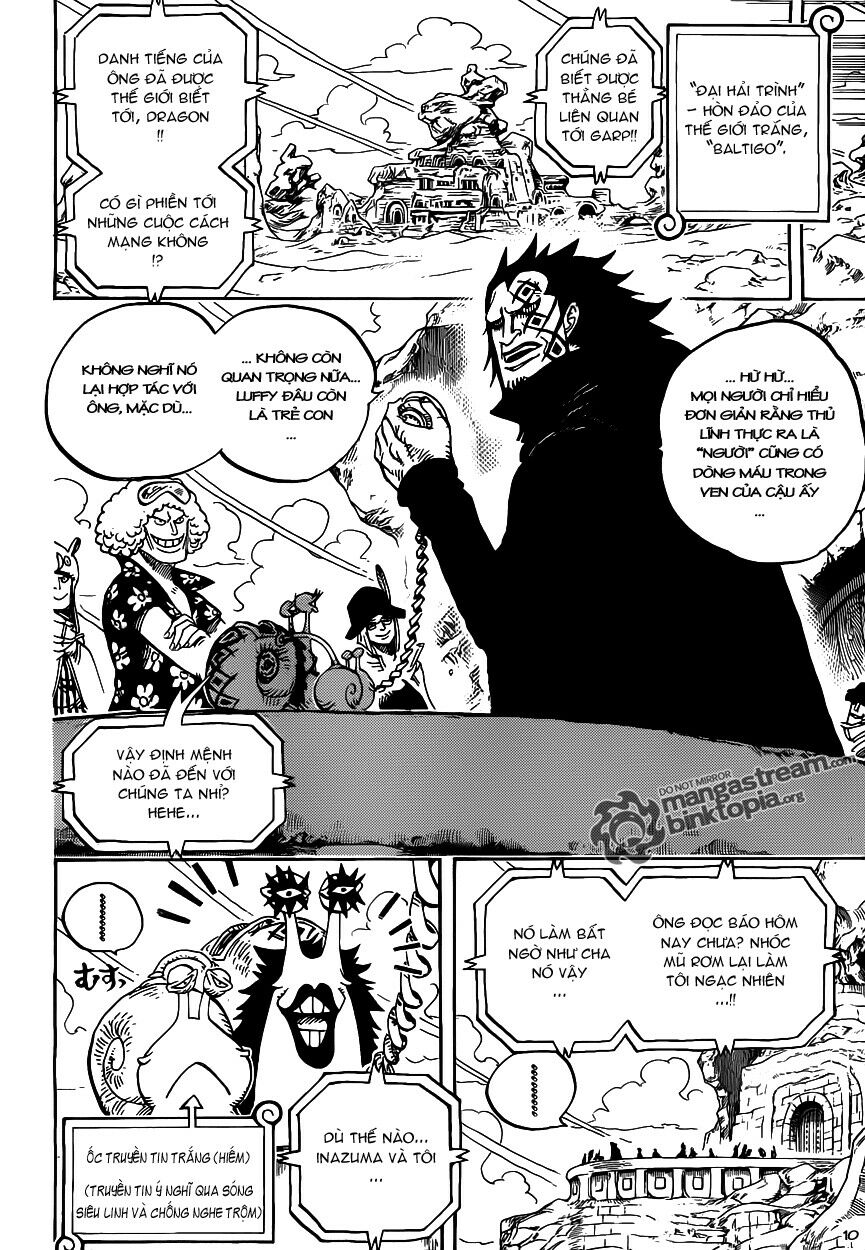 "ĐẠI HẢI TRÌNH"
– HÒN ĐẢO CỦA
THẾ GIỚI TRẮNG,
"BALTIGO".
CHÚNG ĐÃ
BIẾT ĐƯỢC
THẰNG BÉ
LIÊN QUAN
TỚI GARP!!
DANH TIẾNG CỦA
ÔNG ĐÃ ĐƯỢC
THẾ GIỚI BIẾT
TỚI, DRAGON
!!
CÓ GÌ PHIỀN TỚI
NHỮNG CUỘC CÁCH
MẠNG KHÔNG
!?
... HỪ HỪ...
MỌI NGƯỜI CHỈ HIỂU
ĐƠN GIẢN RẰNG THỦ
LĨNH THỰC RA LÀ
"NGƯỜI" CŨNG CÓ
DÒNG MÁU TRONG
VEN CỦA CẬU ẤY
...
... KHÔNG CÒN
QUAN TRỌNG NỮA...
LUFFY ĐÂU CÒN
LÀ TRẺ CON
...
KHÔNG NGHĨ NÓ
LẠI HỢP TÁC VỚI
ÔNG, MẶC DÙ...
VẬY ĐỊNH MỆNH
NÀO ĐÃ ĐẾN VỚI
CHÚNG TA NHỈ?
HEHE...
DO NOT MIRROR
mangastream.com
binktopia.org
ÔNG ĐỌC BÁO HÔM
NAY CHƯA? NHÓC
MŨ RƠM LẠI LÀM
TÔI NGẠC NHIÊN
...!!
NÓ LÀM BẤT
NGỜ NHƯ CHA
NÓ VẬY
...
.........
.........
むすっ
DÙ THẾ NÀO...
INAZUMA VÀ TÔI
...
ỐC TRUYỀN TIN TRẮNG (HIẾM)
(TRUYỀN TIN Ý NGHĨ QUA SÓNG
SIÊU LINH VÀ CHỐNG NGHE TRỘM)
10